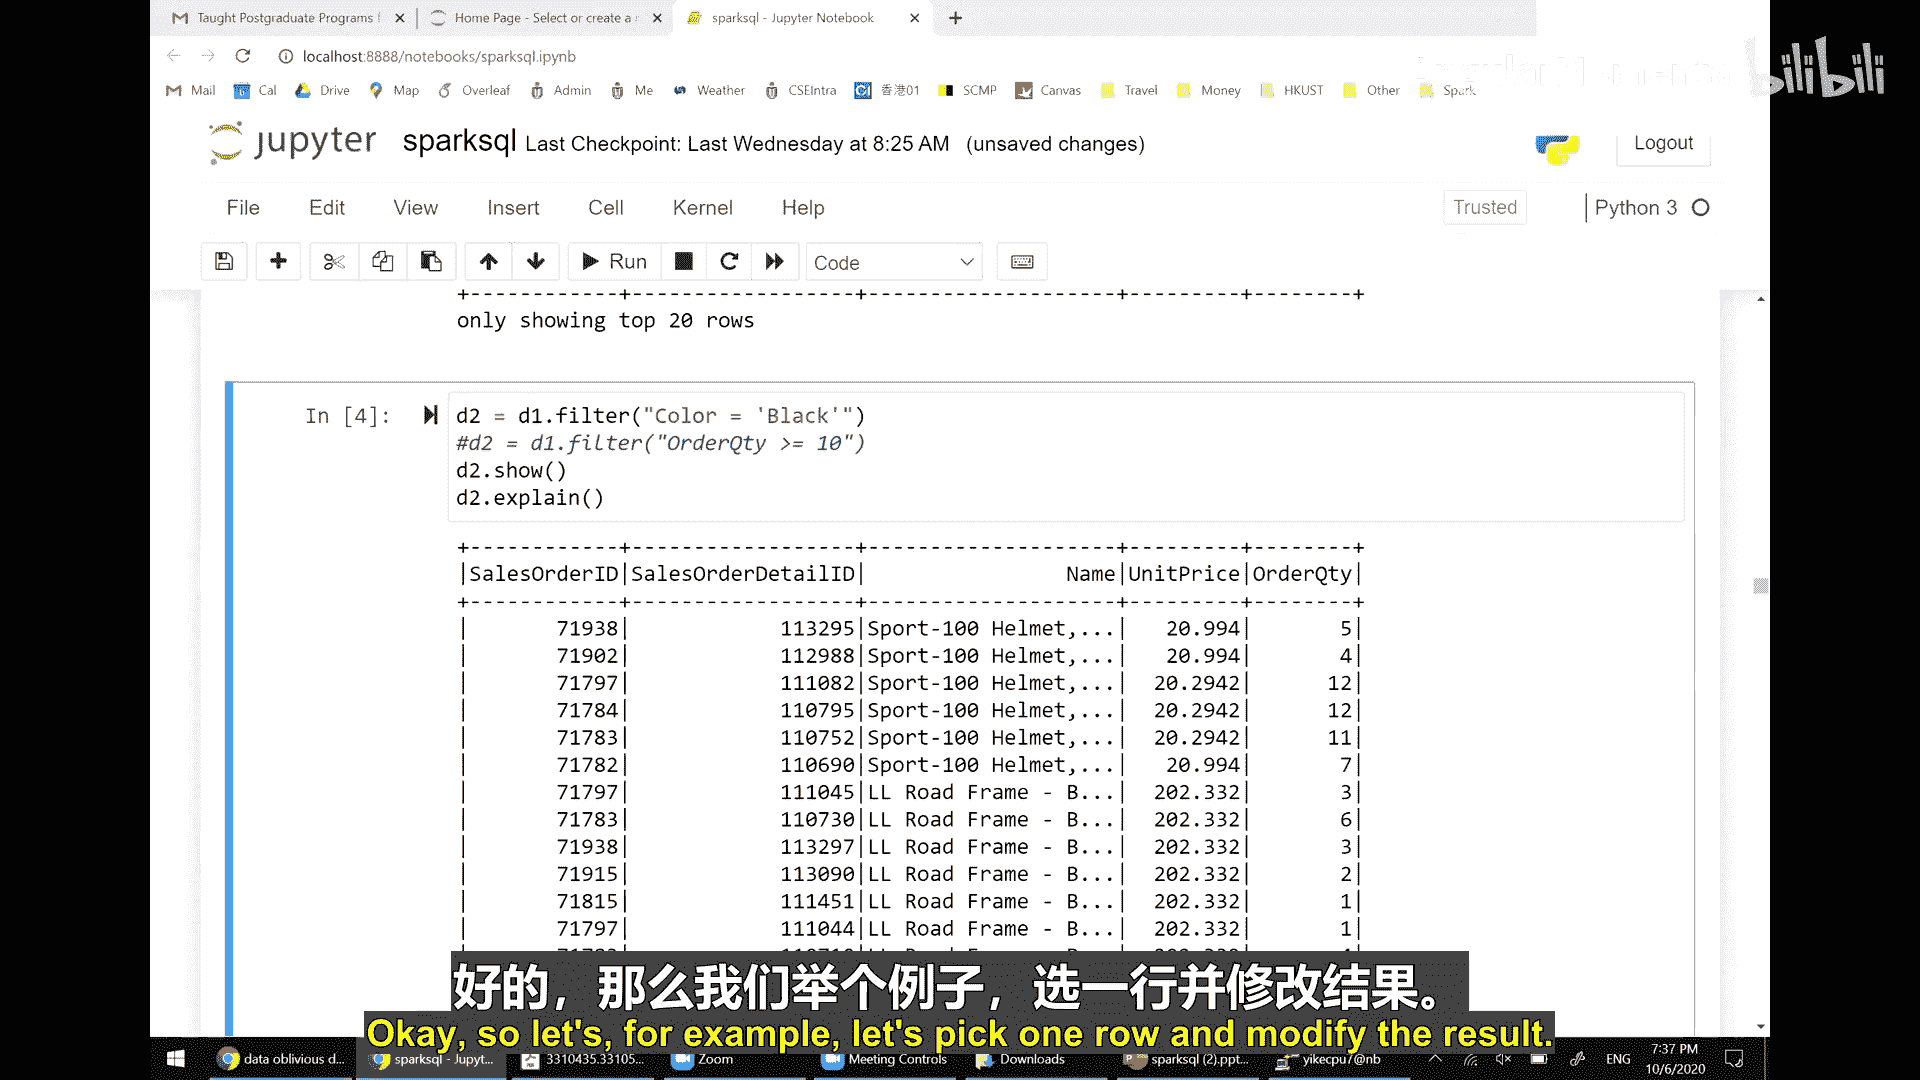 Taught Postgraduate Programs f
Home Page - Select or create a
sparksql - Jupyter Notebook
bilibili
localhost:8888/notebooks/sparksql.ipynb
Mail Cal Drive Map Overleaf Admin Me Weather CSEIntra 香港01 SCMP Canvas Travel Money HKUST Other Spark
jupyter sparksql Last Checkpoint: Last Wednesday at 8:25 AM (unsaved changes)
Logout
File Edit View Insert Cell Kernel Help
Trusted
Python 3
Run
Code
+------------+------------------+--------------------+---------+--------+
only showing top 20 rows
In [4]:
d2 = d1.filter("Color = 'Black'")
#d2 = d1.filter("OrderQty >= 10")
d2.show()
d2.explain()
+------------+------------------+--------------------+---------+--------+
|SalesOrderID|SalesOrderDetailID|                Name|UnitPrice|OrderQty|
+------------+------------------+--------------------+---------+--------+
|       71938|            113295|Sport-100 Helmet,...|   20.994|       5|
|       71902|            112988|Sport-100 Helmet,...|   20.994|       4|
|       71797|            111082|Sport-100 Helmet,...|  20.2942|      12|
|       71784|            110795|Sport-100 Helmet,...|  20.2942|      12|
|       71783|            110752|Sport-100 Helmet,...|  20.2942|      11|
|       71782|            110690|Sport-100 Helmet,...|   20.994|       7|
|       71797|            111045|LL Road Frame - B...|  202.332|       3|
|       71783|            110730|LL Road Frame - B...|  202.332|       6|
|       71938|            113297|LL Road Frame - B...|  202.332|       3|
|       71915|            113090|LL Road Frame - B...|  202.332|       2|
|       71815|            111451|LL Road Frame - B...|  202.332|       1|
|       71797|            111044|LL Road Frame - B...|  202.332|       1|
好的，那么我们举个例子，选一行并修改结果。
Okay, so let's, for example, let's pick one row and modify the result.
data oblivious d...
sparksql - Jupyt...
3310435.33105...
Zoom
Meeting Controls
Downloads
sparksql (2).ppt...
yikecpu7@nb
ENG
7:37 PM
10/6/2020